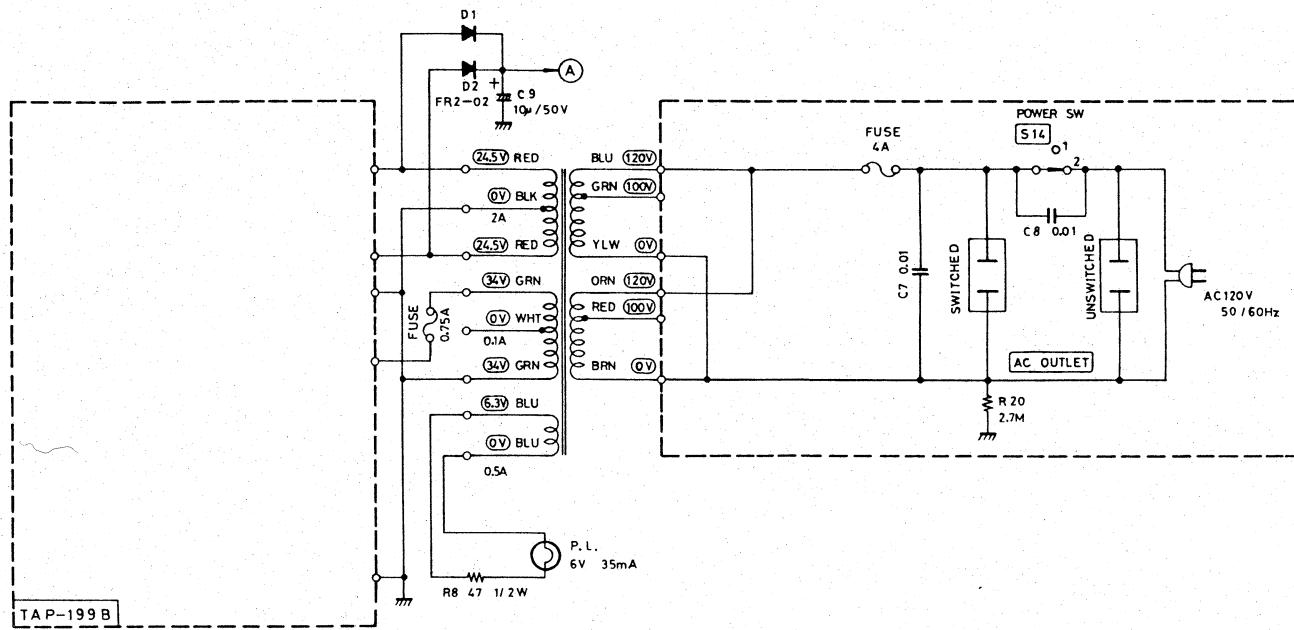 D1
D2
FR2-02
+
C9
10μ/50V
A
24.5V RED
0V BLK
2A
24.5V RED
34V GRN
FUSE
0.75A
0V WHT
0.1A
34V GRN
6.3V BLU
0V BLU
0.5A
BLU 120V
GRN 100V
YLW 0V
ORN 120V
RED 100V
BRN 0V
FUSE
4A
POWER SW
S14
1
2
C8 0.01
C7 0.01
SWITCHED
UNSWITCHED
AC OUTLET
AC120V
50/60Hz
R20
2.7M
P.L.
6V 35mA
R8 47 1/2W
TAP-199B